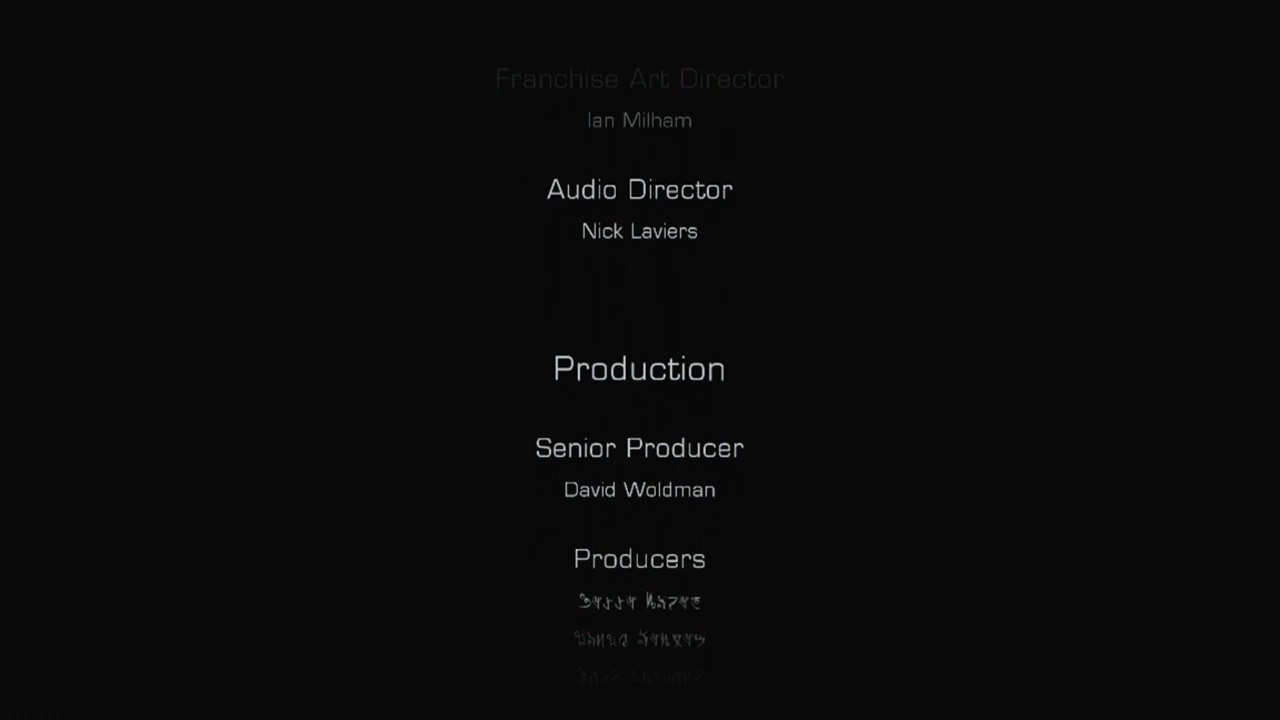 Franchise Art Director
Ian Milham
Audio Director
Nick Laviers
Production
Senior Producer
David Woldman
Producers